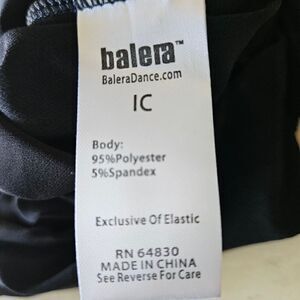 balera™
BaleraDance.com
IC
Body:
95%Polyester
5%Spandex
Exclusive Of Elastic
RN 64830
MADE IN CHINA
See Reverse For Care